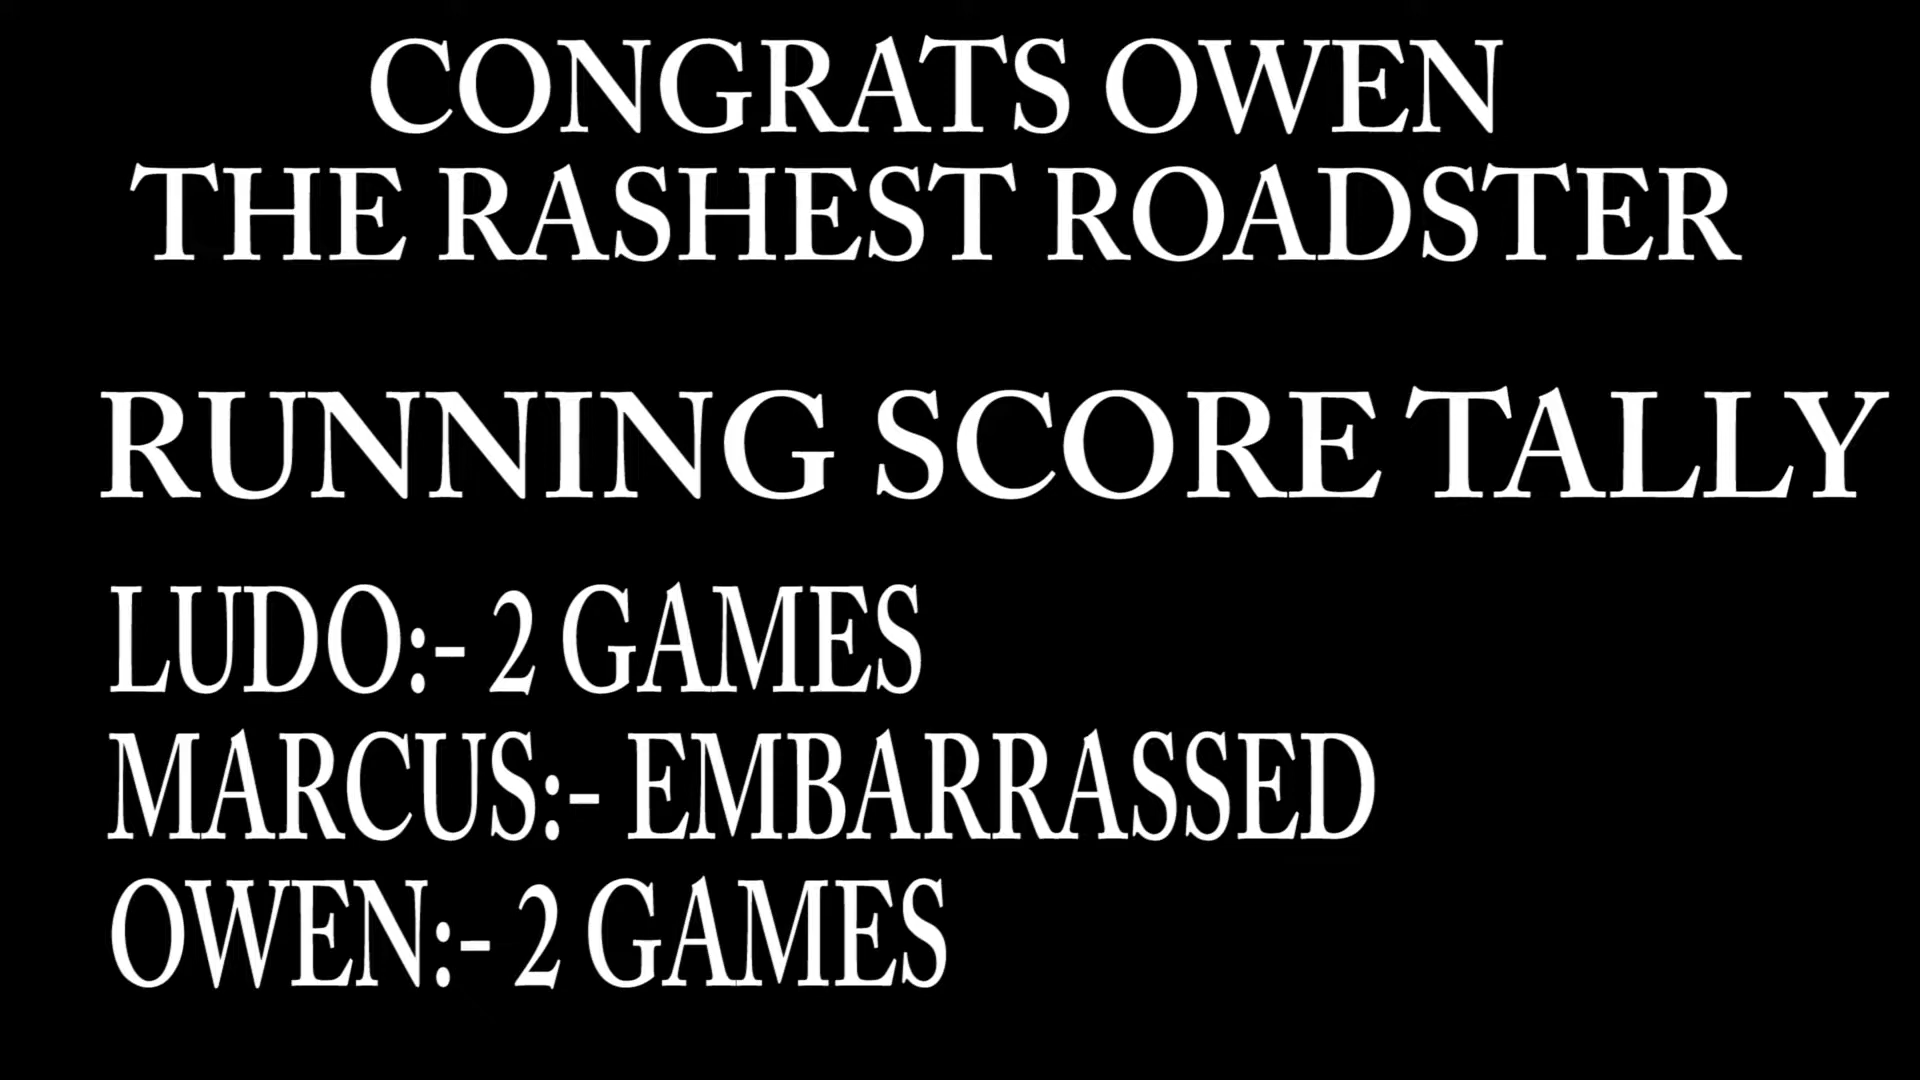 CONGRATS OWEN
THE RASHEST ROADSTER
RUNNING SCORE TALLY
LUDO:- 2 GAMES
MARCUS:- EMBARRASSED
OWEN:- 2 GAMES